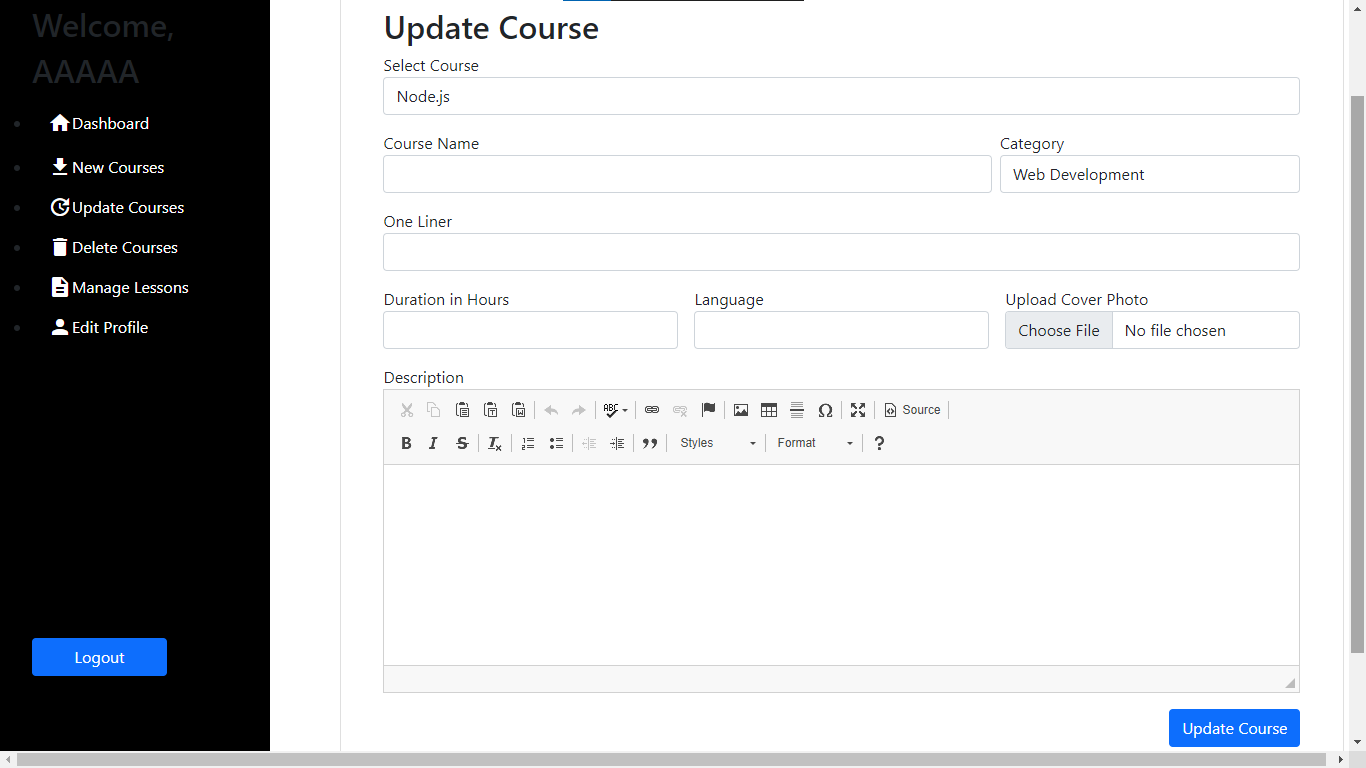 Welcome,
AAAAA
Dashboard
New Courses
Update Courses
Delete Courses
Manage Lessons
Edit Profile
Logout
Update Course
Select Course
Node.js
Course Name
Category
Web Development
One Liner
Duration in Hours
Language
Upload Cover Photo
Choose File No file chosen
Description
ABC
Ω
Source
B I S Tx
Styles
Format
?
Update Course